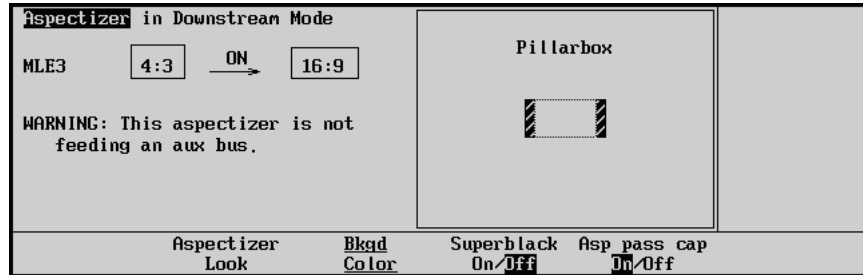 Aspectizer in Downstream Mode
Pillarbox
MLE3 4:3 ON 16:9
WARNING: This aspectizer is not
feeding an aux bus.
Aspectizer Bkgd Superblack Asp pass cap
Look Color On/Off On/Off